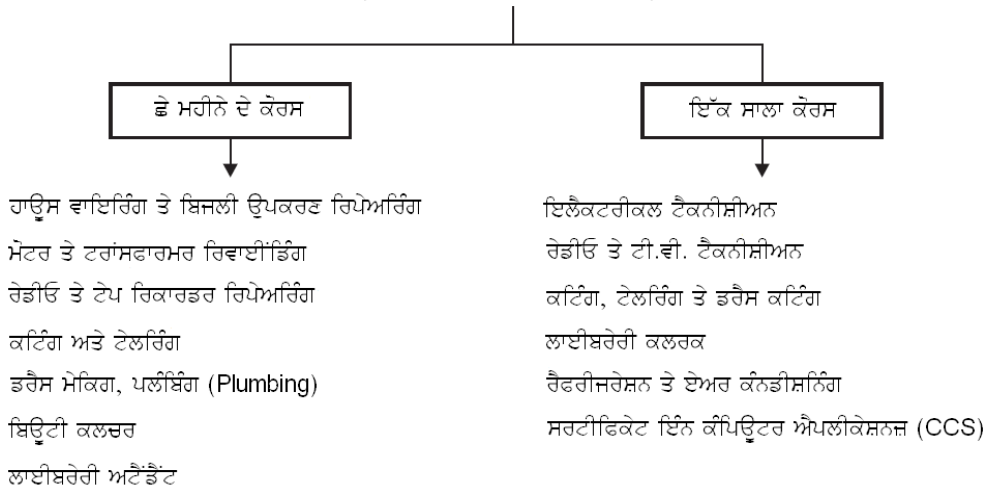 ਛੇ ਮਹੀਨੇ ਦੇ ਕੋਰਸ
ਹਾਊਸ ਵਾਇਰਿੰਗ ਤੇ ਬਿਜਲੀ ਉਪਕਰਣ ਰਿਪੇਅਰਿੰਗ
ਮੋਟਰ ਤੇ ਟਰਾਂਸਫਾਰਮਰ ਰਿਵਾਈਂਡਿੰਗ
ਰੇਡੀਓ ਤੇ ਟੇਪ ਰਿਕਾਰਡਰ ਰਿਪੇਅਰਿੰਗ
ਕਟਿੰਗ ਅਤੇ ਟੇਲਰਿੰਗ
ਡਰੈਸ ਮੇਕਿਗ, ਪਲੰਬਿੰਗ (Plumbing)
ਬਿਊਟੀ ਕਲਚਰ
ਲਾਈਬਰੇਰੀ ਅਟੈਂਡੈਂਟ
ਇੱਕ ਸਾਲਾ ਕੋਰਸ
ਇਲੈਕਟਰੀਕਲ ਟੈਕਨੀਸ਼ੀਅਨ
ਰੇਡੀਓ ਤੇ ਟੀ.ਵੀ. ਟੈਕਨੀਸ਼ੀਅਨ
ਕਟਿੰਗ, ਟੇਲਰਿੰਗ ਤੇ ਡਰੈਸ ਕਟਿੰਗ
ਲਾਈਬਰੇਰੀ ਕਲਰਕ
ਰੈਫਰੀਜਰੇਸ਼ਨ ਤੇ ਏਅਰ ਕੰਨਡੀਸ਼ਨਿੰਗ
ਸਰਟੀਫਿਕੇਟ ਇੰਨ ਕੰਪਿਊਟਰ ਐਪਲੀਕੇਸ਼ਨਜ਼ (CCS)